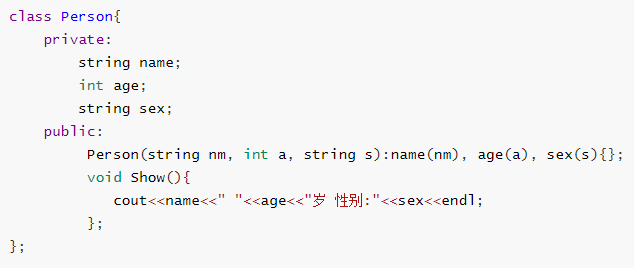 class Person{
    private:
        string name;
        int age;
        string sex;
    public:
         Person(string nm, int a, string s):name(nm), age(a), sex(s){};
         void Show(){
            cout<<name<<" "<<age<<"岁 性别:"<<sex<<endl;
         };
};